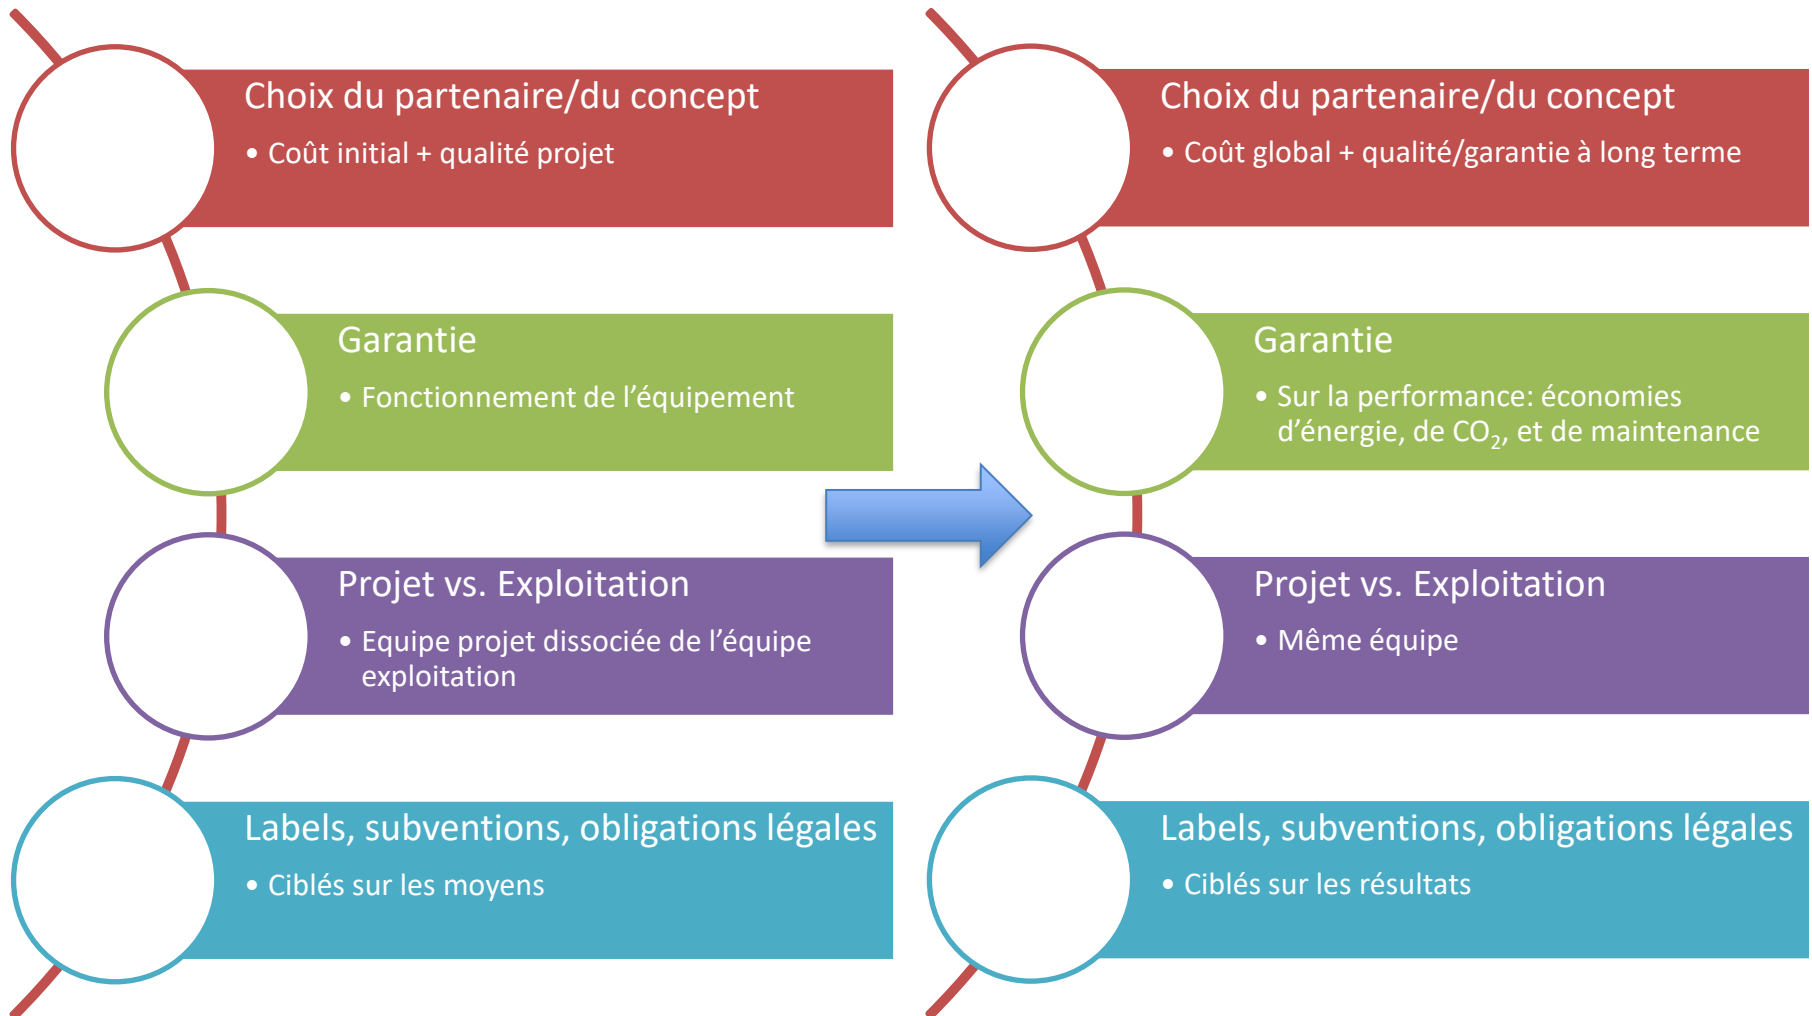 Choix du partenaire/du concept
• Coût initial + qualité projet
Garantie
• Fonctionnement de l’équipement
Projet vs. Exploitation
• Equipe projet dissociée de l’équipe
exploitation
Labels, subventions, obligations légales
• Ciblés sur les moyens
Choix du partenaire/du concept
• Coût global + qualité/garantie à long terme
Garantie
• Sur la performance: économies
d’énergie, de CO₂, et de maintenance
Projet vs. Exploitation
• Même équipe
Labels, subventions, obligations légales
• Ciblés sur les résultats